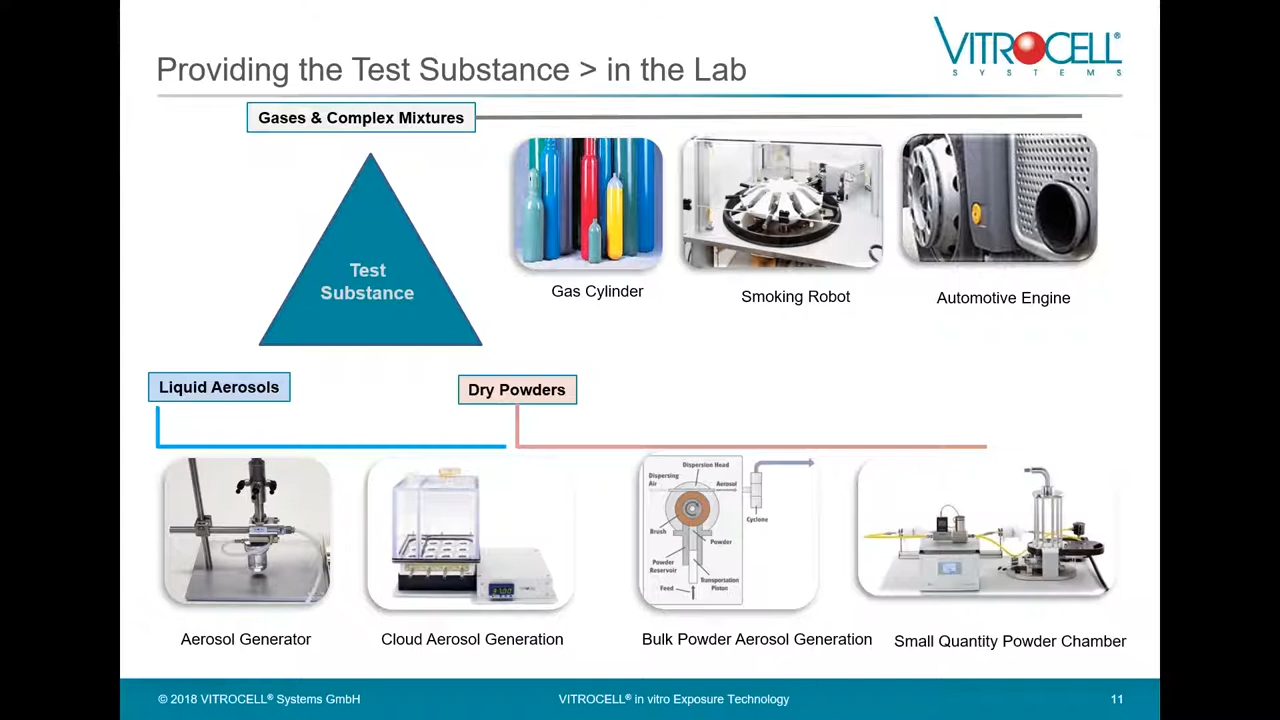 Providing the Test Substance > in the Lab
VITROCELL®
SYSTEMS
Gases & Complex Mixtures
Test
Substance
Gas Cylinder
Smoking Robot
Automotive Engine
Liquid Aerosols
Dry Powders
Dispersion Head
Dispersing
Air
Aerosol
Brush
Cyclone
Powder
Powder
Reservoir
Transportation
Piston
Feed
Aerosol Generator
Cloud Aerosol Generation
Bulk Powder Aerosol Generation
Small Quantity Powder Chamber
© 2018 VITROCELL® Systems GmbH
VITROCELL® in vitro Exposure Technology
11